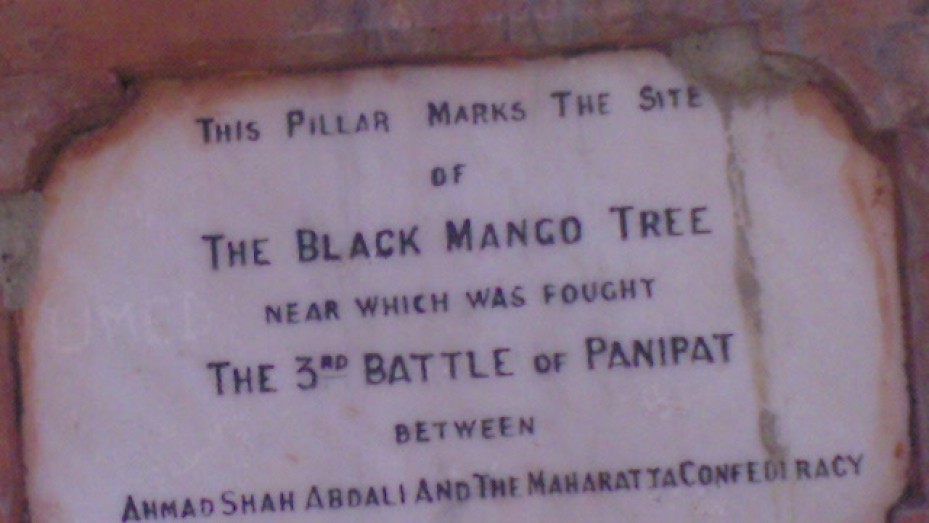 THIS PILLAR MARKS THE SITE
OF
THE BLACK MANGO TREE
NEAR WHICH WAS FOUGHT
THE 3RD BATTLE OF PANIPAT
BETWEEN
AHMAD SHAH ABDALI AND THE MAHARATTA CONFEDERACY